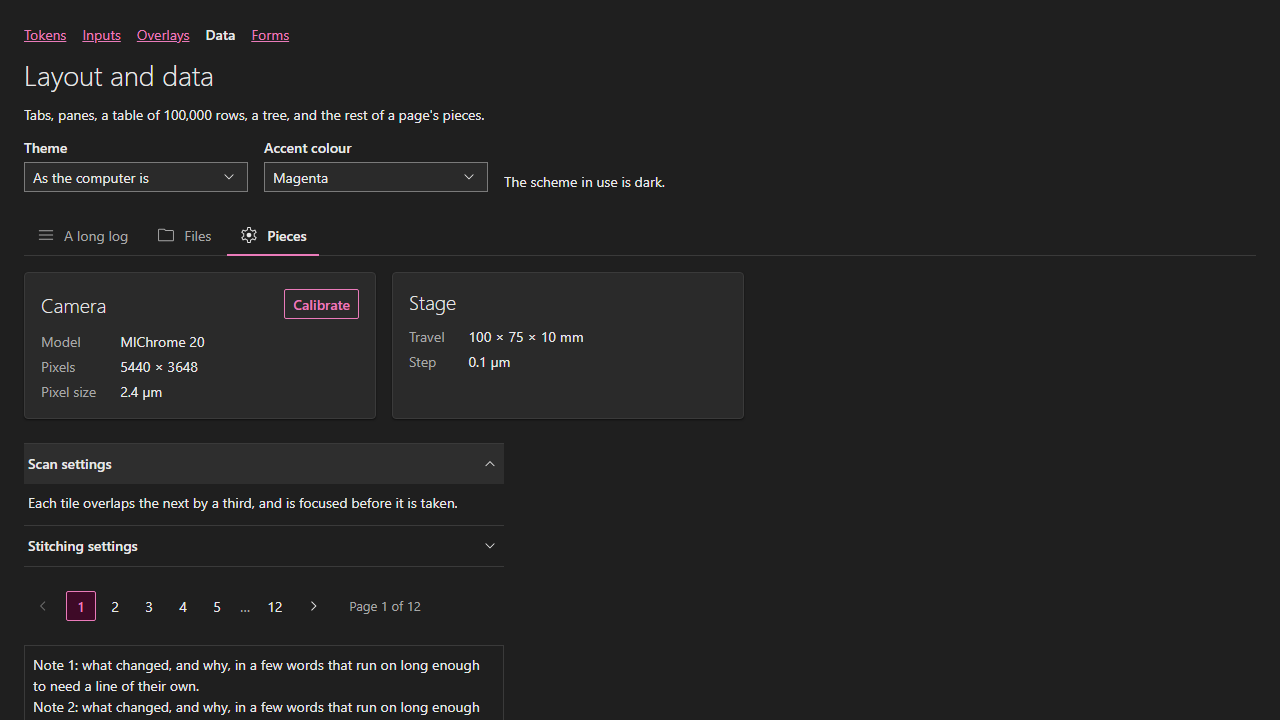 Tokens Inputs Overlays Data Forms
Layout and data
Tabs, panes, a table of 100,000 rows, a tree, and the rest of a page's pieces.
Theme Accent colour
As the computer is Magenta The scheme in use is dark.
A long log Files Pieces
Camera Calibrate
Model MIChrome 20
Pixels 5440 × 3648
Pixel size 2.4 µm
Stage
Travel 100 × 75 × 10 mm
Step 0.1 µm
Scan settings
Each tile overlaps the next by a third, and is focused before it is taken.
Stitching settings
1 2 3 4 5 … 12 Page 1 of 12
Note 1: what changed, and why, in a few words that run on long enough
to need a line of their own.
Note 2: what changed, and why, in a few words that run on long enough